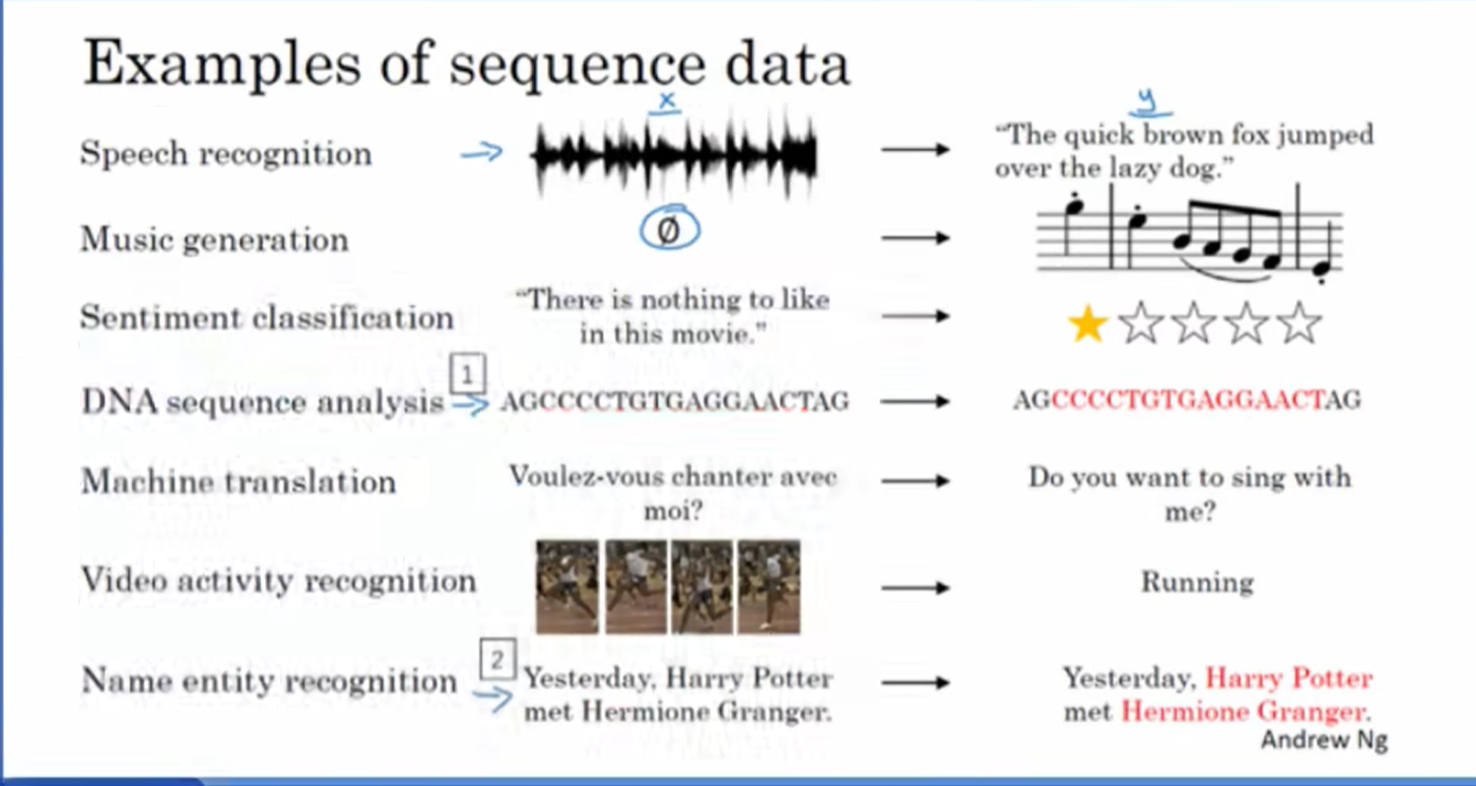 Examples of sequence data
x
y
Speech recognition
"The quick brown fox jumped
over the lazy dog."
Music generation
Ø
Sentiment classification
"There is nothing to like
in this movie."
1
DNA sequence analysis
AGCCCCTGTGAGGAACTAG
AGCCCCTGTGAGGAACTAG
Machine translation
Voulez-vous chanter avec
moi?
Do you want to sing with
me?
Video activity recognition
Running
2
Name entity recognition
Yesterday, Harry Potter
met Hermione Granger.
Yesterday, Harry Potter
met Hermione Granger.
Andrew Ng